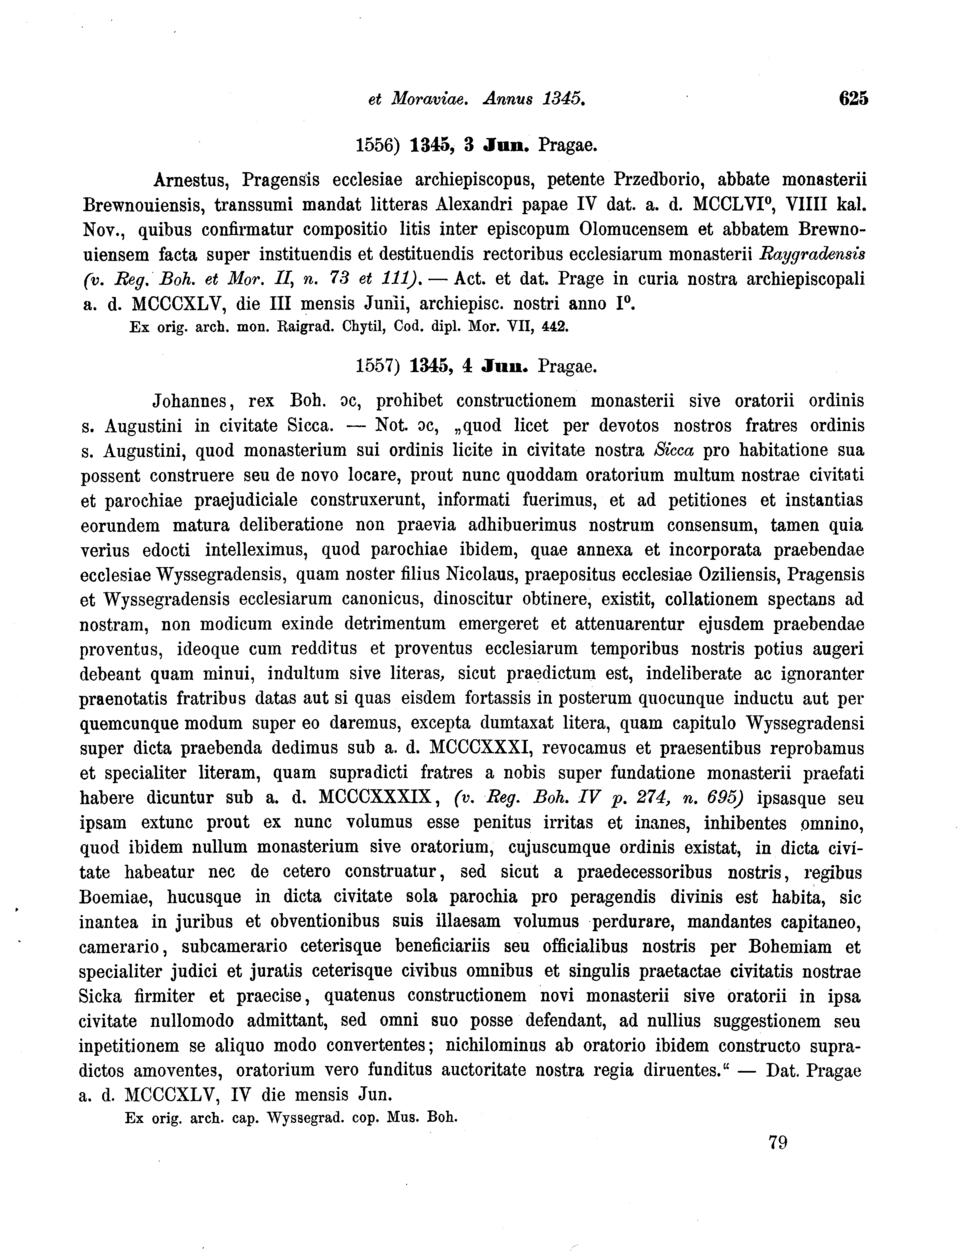 et Moraviae. Annus 1345. 625
1556) 1345, 3 Jun. Pragae.
Arnestus, Pragensis ecclesiae archiepiscopus, petente Przedborio, abbate monasterii
Brewnouiensis, transsumi mandat litteras Alexandri papae IV dat. a. d. MCCLVI⁰, VIIII kal.
Nov., quibus confirmatur compositio litis inter episcopum Olomucensem et abbatem Brewno-
uiensem facta super instituendis et destituendis rectoribus ecclesiarum monasterii Raygradensis
(v. Reg. Boh. et Mor. II, n. 73 et 111). — Act. et dat. Prage in curia nostra archiepiscopali
a. d. MCCCXLV, die III mensis Junii, archiepisc. nostri anno I⁰.
Ex orig. arch. mon. Raigrad. Chytil, Cod. dipl. Mor. VII, 442.
1557) 1345, 4 Jun. Pragae.
Johannes, rex Boh. ɔc, prohibet constructionem monasterii sive oratorii ordinis
s. Augustini in civitate Sicca. — Not. ɔc, „quod licet per devotos nostros fratres ordinis
s. Augustini, quod monasterium sui ordinis licite in civitate nostra Sicca pro habitatione sua
possent construere seu de novo locare, prout nunc quoddam oratorium multum nostrae civitati
et parochiae praejudiciale construxerunt, informati fuerimus, et ad petitiones et instantias
eorundem matura deliberatione non praevia adhibuerimus nostrum consensum, tamen quia
verius edocti intelleximus, quod parochiae ibidem, quae annexa et incorporata praebendae
ecclesiae Wyssegradensis, quam noster filius Nicolaus, praepositus ecclesiae Oziliensis, Pragensis
et Wyssegradensis ecclesiarum canonicus, dinoscitur obtinere, existit, collationem spectans ad
nostram, non modicum exinde detrimentum emergeret et attenuarentur ejusdem praebendae
proventus, ideoque cum redditus et proventus ecclesiarum temporibus nostris potius augeri
debeant quam minui, indultum sive literas, sicut praedictum est, indeliberate ac ignoranter
praenotatis fratribus datas aut si quas eisdem fortassis in posterum quocunque inductu aut per
quemcunque modum super eo daremus, excepta dumtaxat litera, quam capitulo Wyssegradensi
super dicta praebenda dedimus sub a. d. MCCCXXXI, revocamus et praesentibus reprobamus
et specialiter literam, quam supradicti fratres a nobis super fundatione monasterii praefati
habere dicuntur sub a. d. MCCCXXXIX, (v. Reg. Boh. IV p. 274, n. 695) ipsasque seu
ipsam extunc prout ex nunc volumus esse penitus irritas et inanes, inhibentes omnino,
quod ibidem nullum monasterium sive oratorium, cujuscumque ordinis existat, in dicta civi-
tate habeatur nec de cetero construatur, sed sicut a praedecessoribus nostris, regibus
Boemiae, hucusque in dicta civitate sola parochia pro peragendis divinis est habita, sic
inantea in juribus et obventionibus suis illaesam volumus perdurare, mandantes capitaneo,
camerario, subcamerario ceterisque beneficiariis seu officialibus nostris per Bohemiam et
specialiter judici et juratis ceterisque civibus omnibus et singulis praetactae civitatis nostrae
Sicka firmiter et praecise, quatenus constructionem novi monasterii sive oratorii in ipsa
civitate nullomodo admittant, sed omni suo posse defendant, ad nullius suggestionem seu
inpetitionem se aliquo modo convertentes; nichilominus ab oratorio ibidem constructo supra-
dictos amoventes, oratorium vero funditus auctoritate nostra regia diruentes.“ — Dat. Pragae
a. d. MCCCXLV, IV die mensis Jun.
Ex orig. arch. cap. Wyssegrad. cop. Mus. Boh.
79